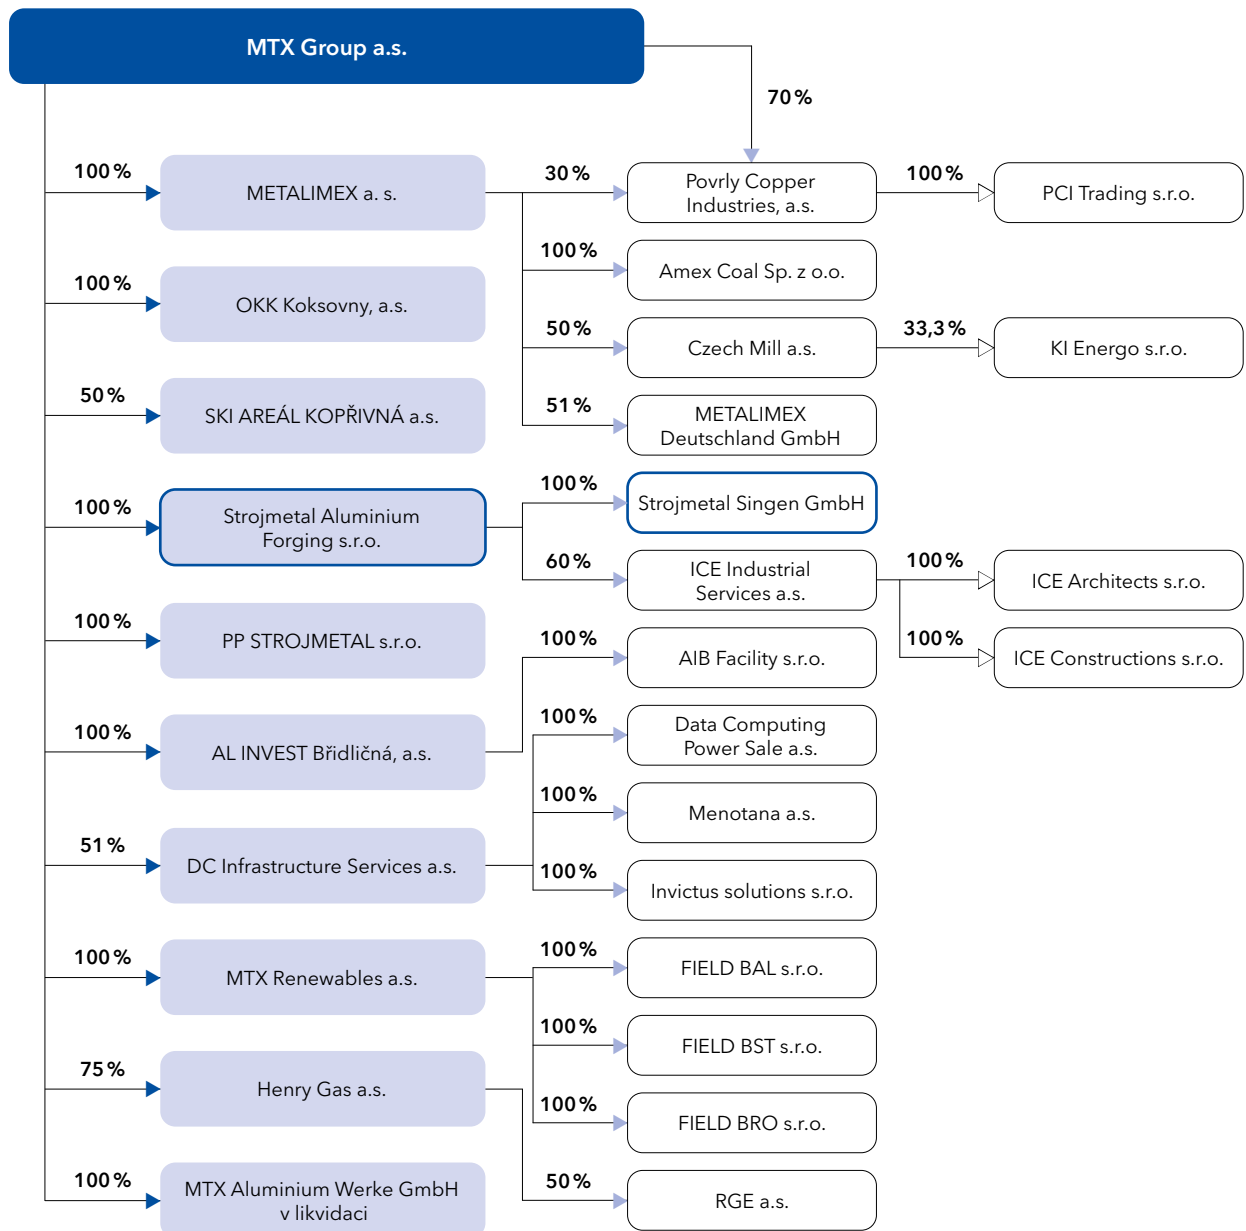 MTX Group a.s.
70 %
100 %
METALIMEX a. s.
30 %
Povrly Copper
Industries, a.s.
100 %
PCI Trading s.r.o.
100 %
Amex Coal Sp. z o.o.
100 %
OKK Koksovny, a.s.
50 %
Czech Mill a.s.
33,3 %
KI Energo s.r.o.
50 %
SKI AREÁL KOPŘIVNÁ a.s.
51 %
METALIMEX
Deutschland GmbH
100 %
Strojmetal Aluminium
Forging s.r.o.
100 %
Strojmetal Singen GmbH
60 %
ICE Industrial
Services a.s.
100 %
ICE Architects s.r.o.
100 %
ICE Constructions s.r.o.
100 %
PP STROJMETAL s.r.o.
100 %
AIB Facility s.r.o.
100 %
AL INVEST Břidličná, a.s.
100 %
Data Computing
Power Sale a.s.
100 %
Menotana a.s.
51 %
DC Infrastructure Services a.s.
100 %
Invictus solutions s.r.o.
100 %
MTX Renewables a.s.
100 %
FIELD BAL s.r.o.
100 %
FIELD BST s.r.o.
75 %
Henry Gas a.s.
100 %
FIELD BRO s.r.o.
100 %
MTX Aluminium Werke GmbH
v likvidaci
50 %
RGE a.s.